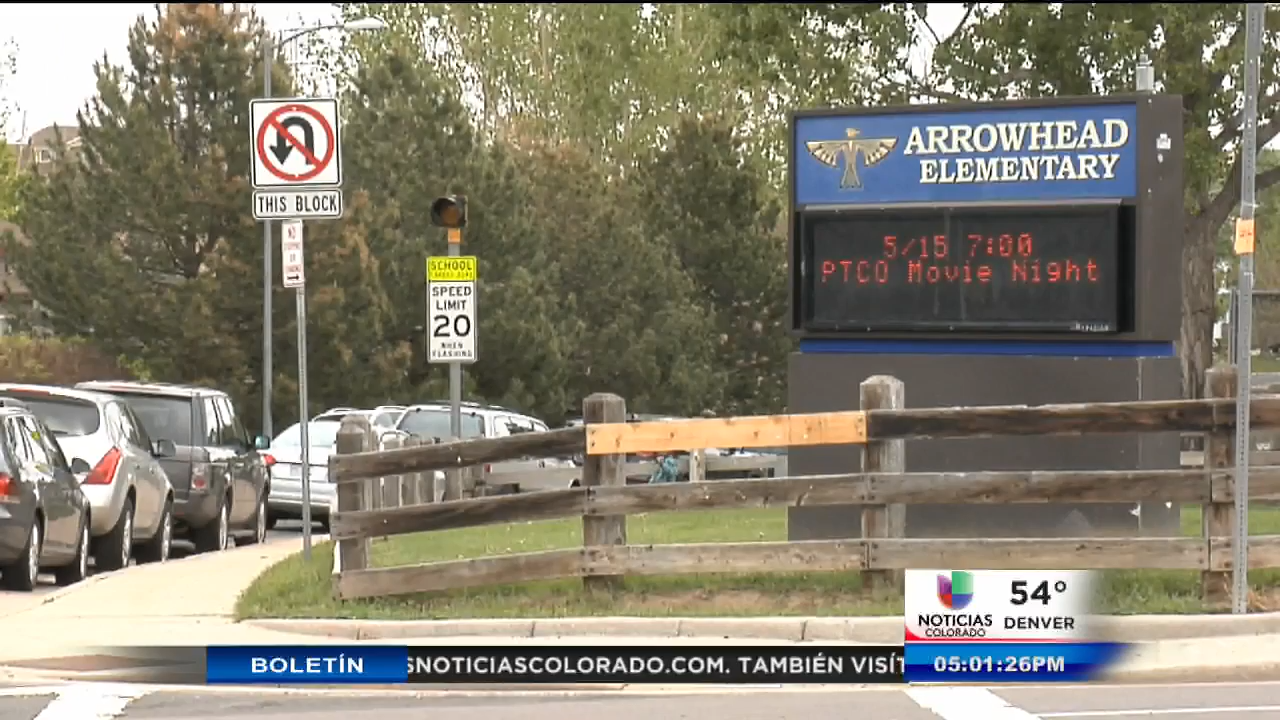 THIS BLOCK
SCHOOL
SPEED
LIMIT
20
WHEN
FLASHING
ARROWHEAD
ELEMENTARY
5/15 7:00
PTCO Movie Night
NOTICIAS
COLORADO
54°
DENVER
BOLETÍN
SNOTICIASCOLORADO.COM. TAMBIÉN VISÍT
05:01:26PM